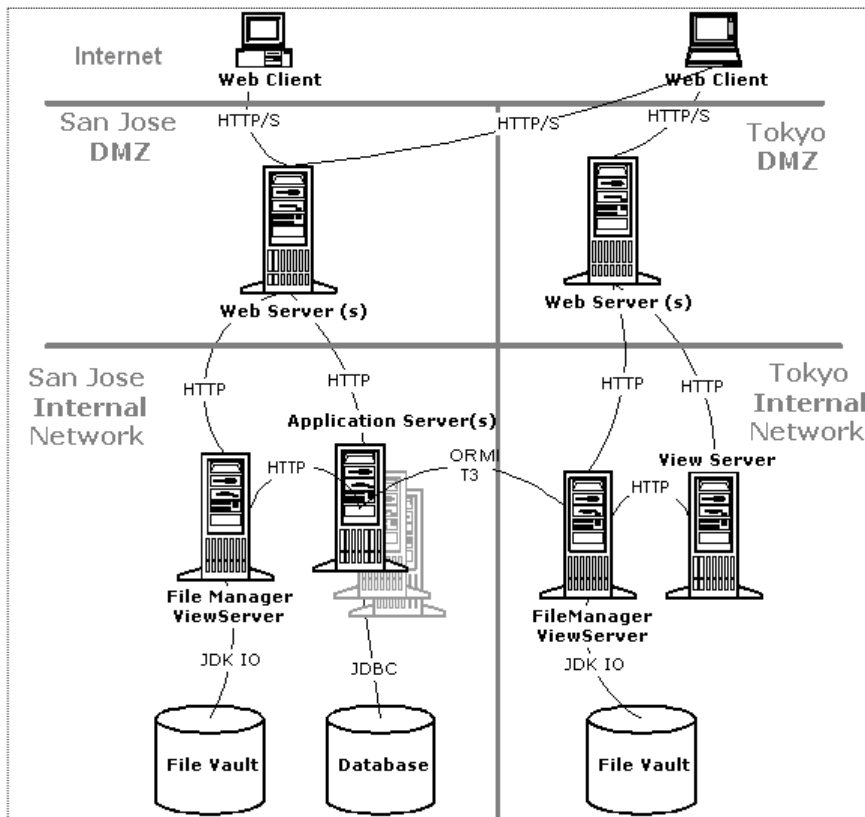 Internet
Web Client
Web Client
San Jose
DMZ
HTTP/S
HTTP/S
HTTP/S
Tokyo
DMZ
Web Server (s)
Web Server (s)
San Jose
Internal
Network
HTTP
HTTP
HTTP
HTTP
Tokyo
Internal
Network
Application Server(s)
HTTP
ORMI
T3
View Server
HTTP
File Manager
ViewServer
FileManager
ViewServer
JDK IO
JDBC
JDK IO
File Vault
Database
File Vault